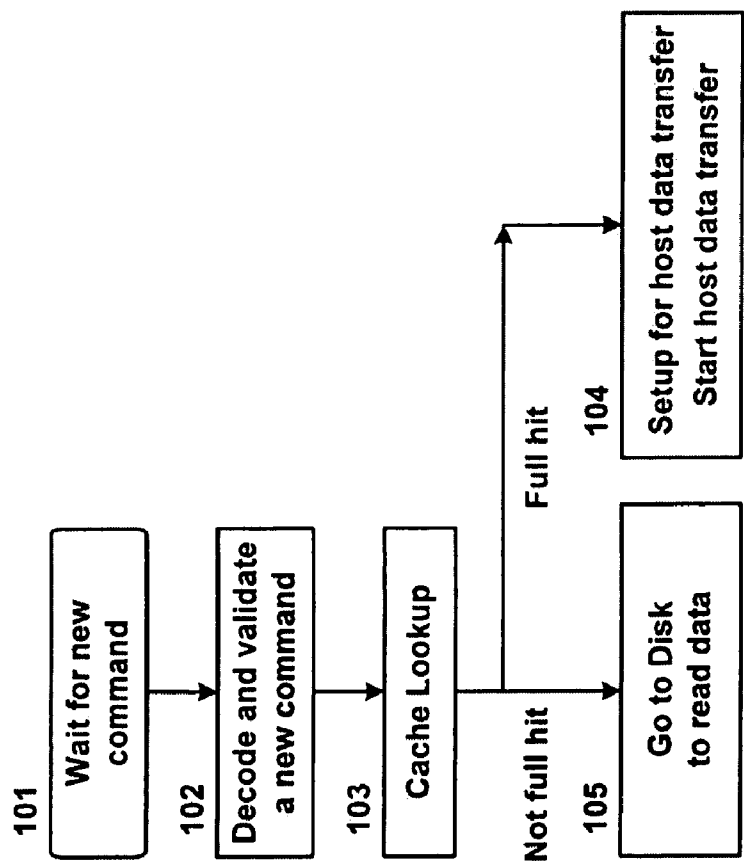 101
Wait for new
command
102
Decode and validate
a new command
103
Cache Lookup
Not full hit
Full hit
105
Go to Disk
to read data
104
Setup for host data transfer
Start host data transfer